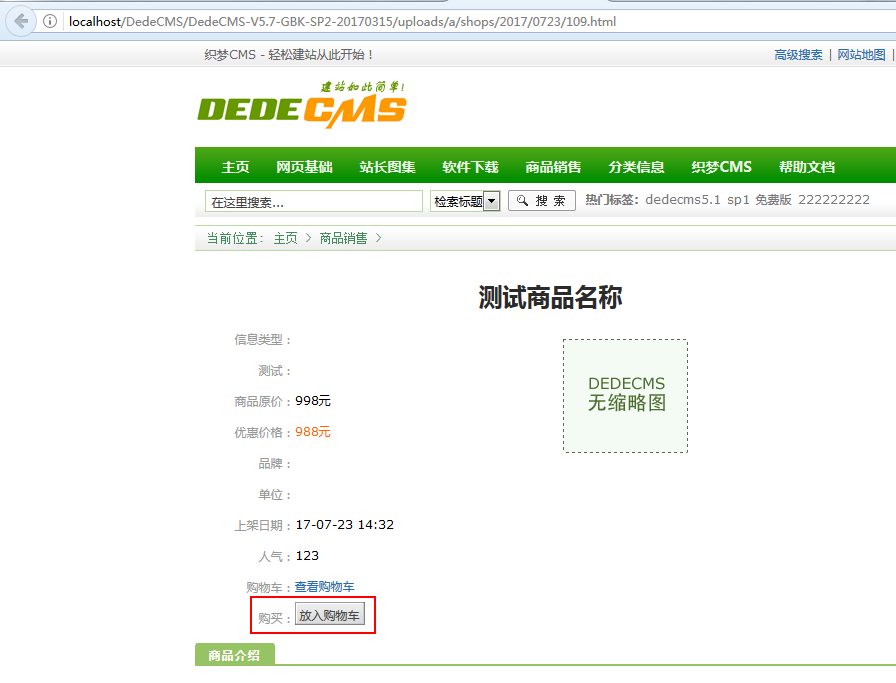 localhost/DedeCMS/DedeCMS-V5.7-GBK-SP2-20170315/uploads/a/shops/2017/0723/109.html
织梦CMS - 轻松建站从此开始！ 高级搜索 | 网站地图 |
建站如此简单!
DEDECMS
主页 网页基础 站长图集 软件下载 商品销售 分类信息 织梦CMS 帮助文档
在这里搜索... 检索标题 搜 索 热门标签: dedecms5.1 sp1 免费版 222222222
当前位置: 主页 > 商品销售 >
测试商品名称
信息类型：
测试：
商品原价：998元
优惠价格：988元
品牌：
单位：
上架日期：17-07-23 14:32
人气：123
购物车：查看购物车
购买：放入购物车
DEDECMS
无缩略图
商品介绍